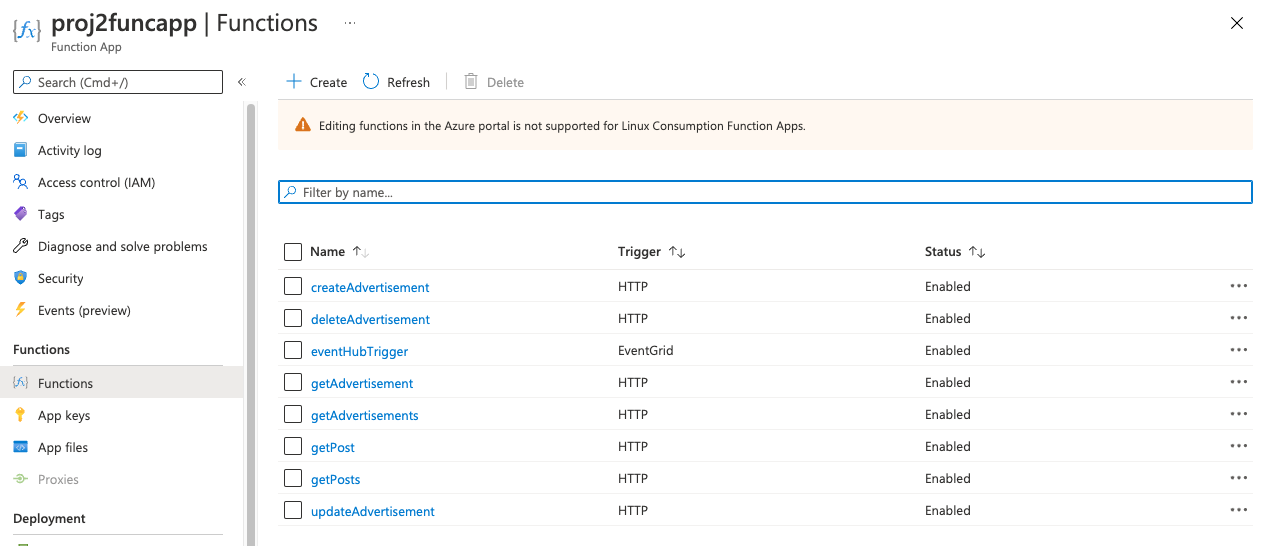 proj2funcapp | Functions ...
Function App
Search (Cmd+/)
«
Create
Refresh
Delete
Overview
Activity log
Access control (IAM)
Tags
Diagnose and solve problems
Security
Events (preview)
Functions
Functions
App keys
App files
Proxies
Deployment
Editing functions in the Azure portal is not supported for Linux Consumption Function Apps.
Filter by name...
Name ↑↓ Trigger ↑↓ Status ↑↓
createAdvertisement HTTP Enabled ...
deleteAdvertisement HTTP Enabled ...
eventHubTrigger EventGrid Enabled ...
getAdvertisement HTTP Enabled ...
getAdvertisements HTTP Enabled ...
getPost HTTP Enabled ...
getPosts HTTP Enabled ...
updateAdvertisement HTTP Enabled ...